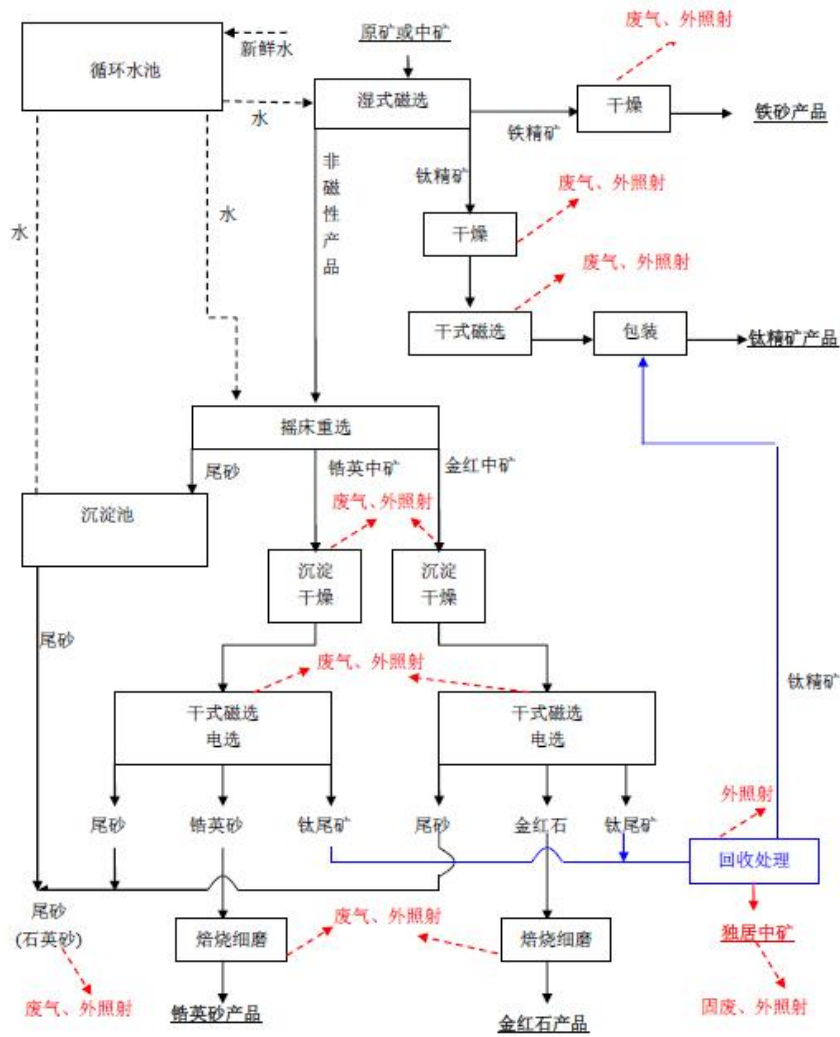 原矿或中矿
废气、外照射
新鲜水
循环水池
水
湿式磁选
干燥
铁砂产品
铁精矿
非磁性产品
钛精矿
废气、外照射
水
水
干燥
废气、外照射
干式磁选
包装
钛精矿产品
摇床重选
尾砂
锆英中矿
金红中矿
沉淀池
废气、外照射
沉淀
干燥
沉淀
干燥
尾砂
废气、外照射
钛精矿
干式磁选
电选
干式磁选
电选
外照射
尾砂
锆英砂
钛尾矿
尾砂
金红石
钛尾矿
回收处理
尾砂
(石英砂)
废气、外照射
焙烧细磨
焙烧细磨
独居中矿
废气、外照射
锆英砂产品
金红石产品
固废、外照射